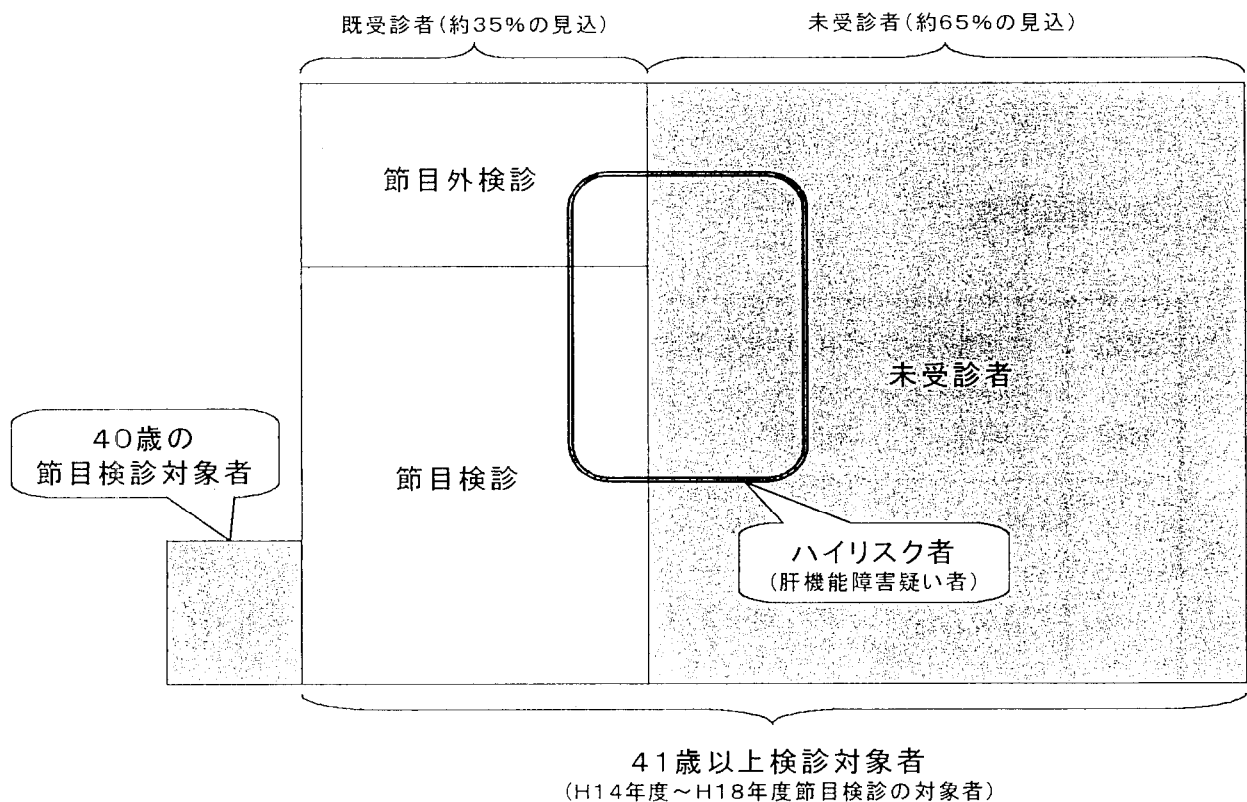 既受診者(約35%の見込)
未受診者(約65%の見込)
節目外検診
未受診者
40歳の
節目検診対象者
節目検診
ハイリスク者
(肝機能障害疑い者)
41歳以上検診対象者
(H14年度～H18年度節目検診の対象者)